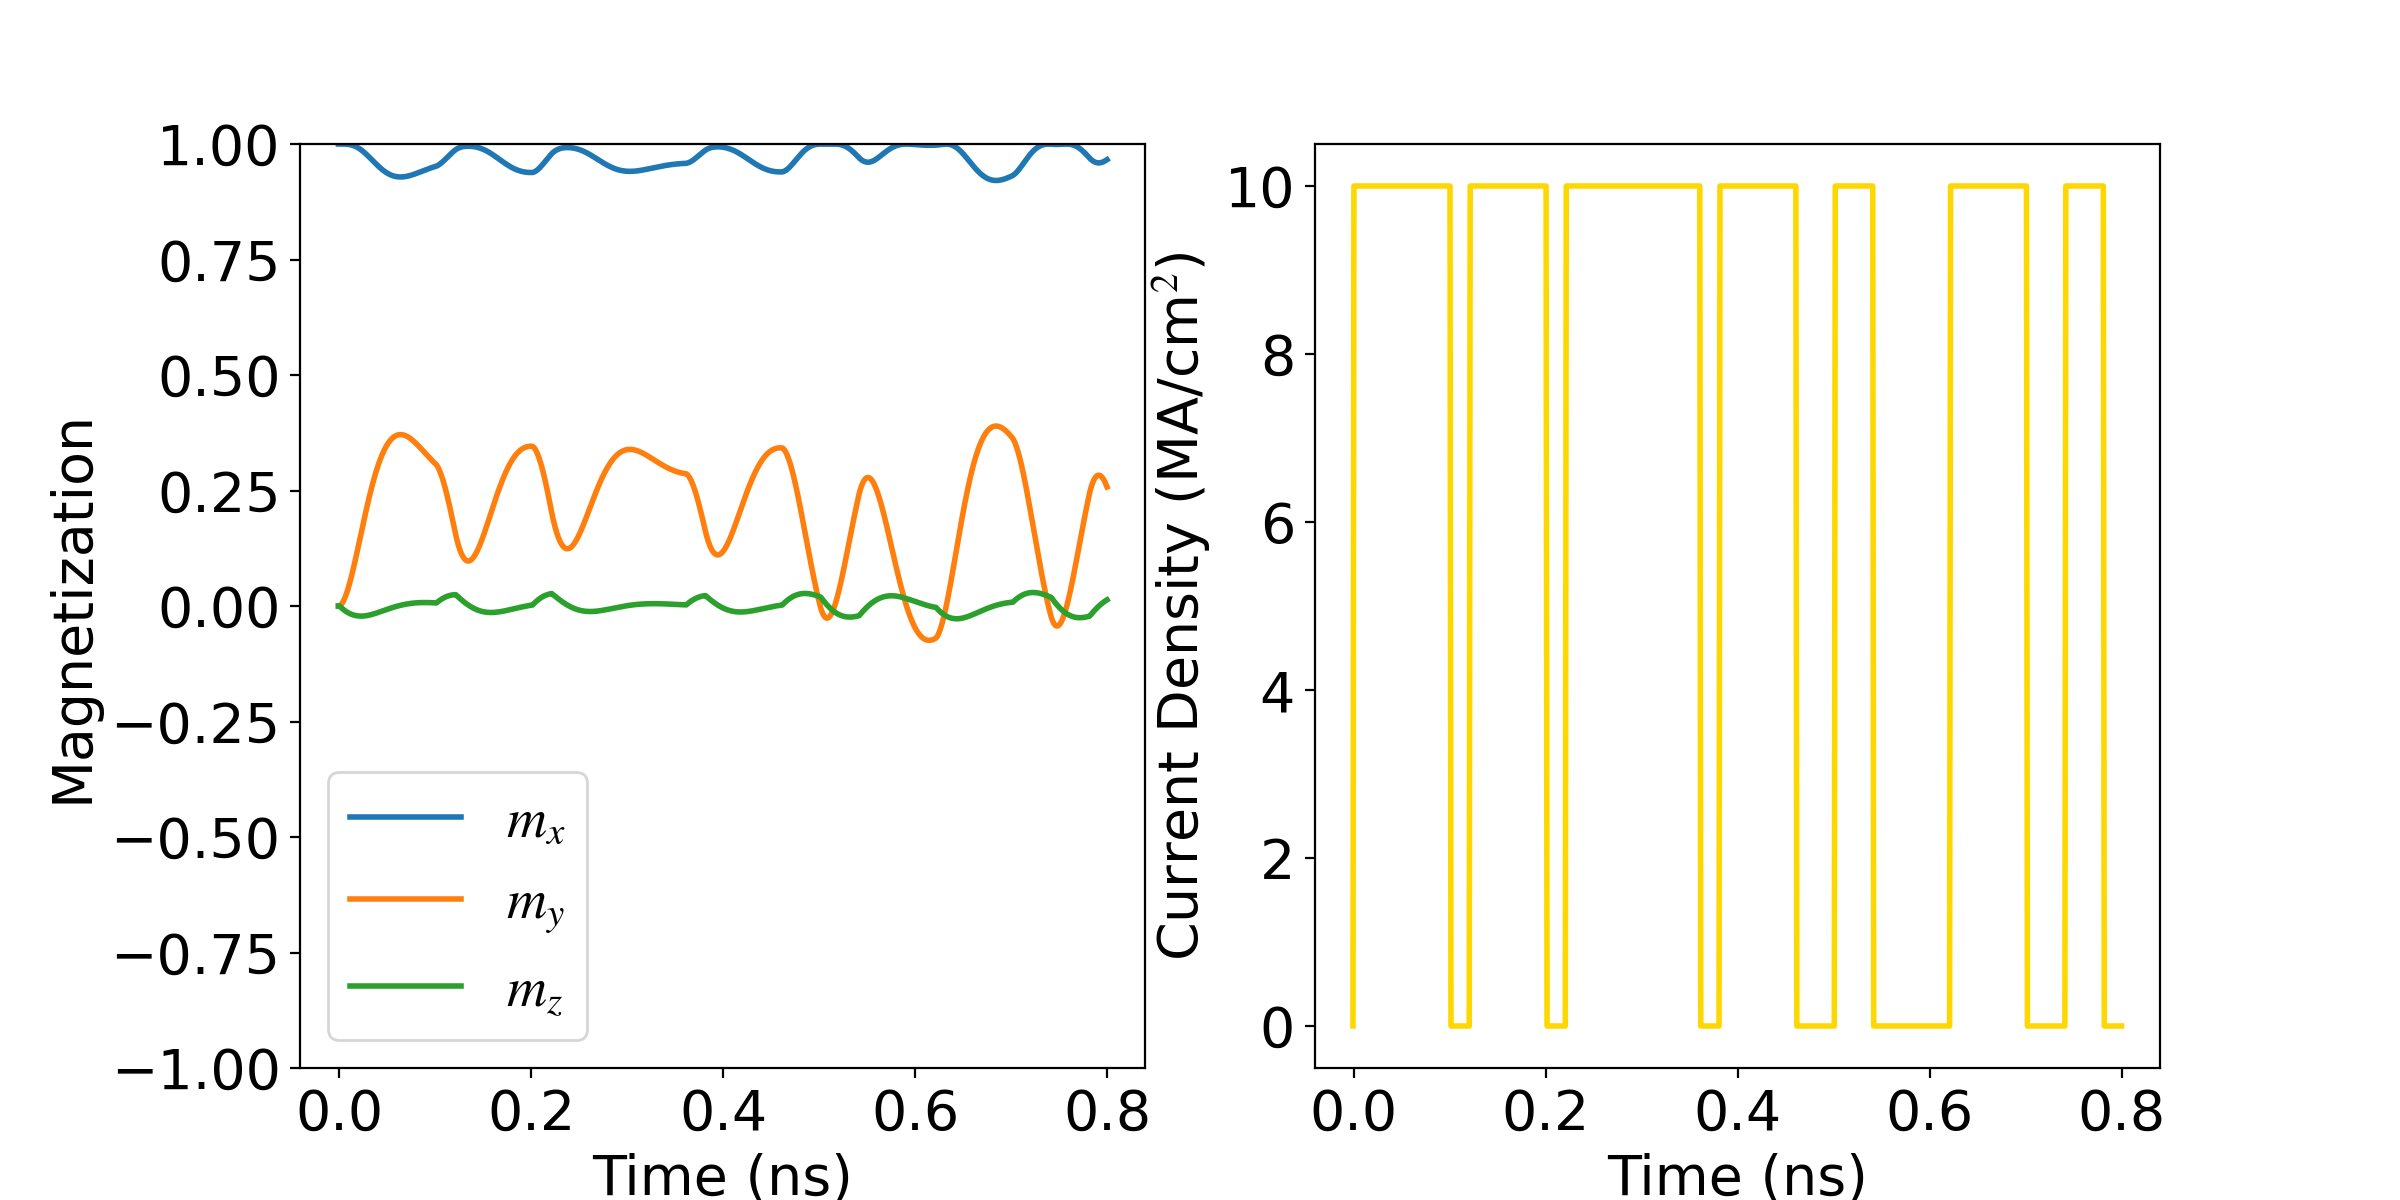 Magnetization
1.00
0.75
0.50
0.25
0.00
−0.25
−0.50
−0.75
−1.00
m_x
m_y
m_z
0.0 0.2 0.4 0.6 0.8
Time (ns)
Current Density (MA/cm²)
10
8
6
4
2
0
0.0 0.2 0.4 0.6 0.8
Time (ns)